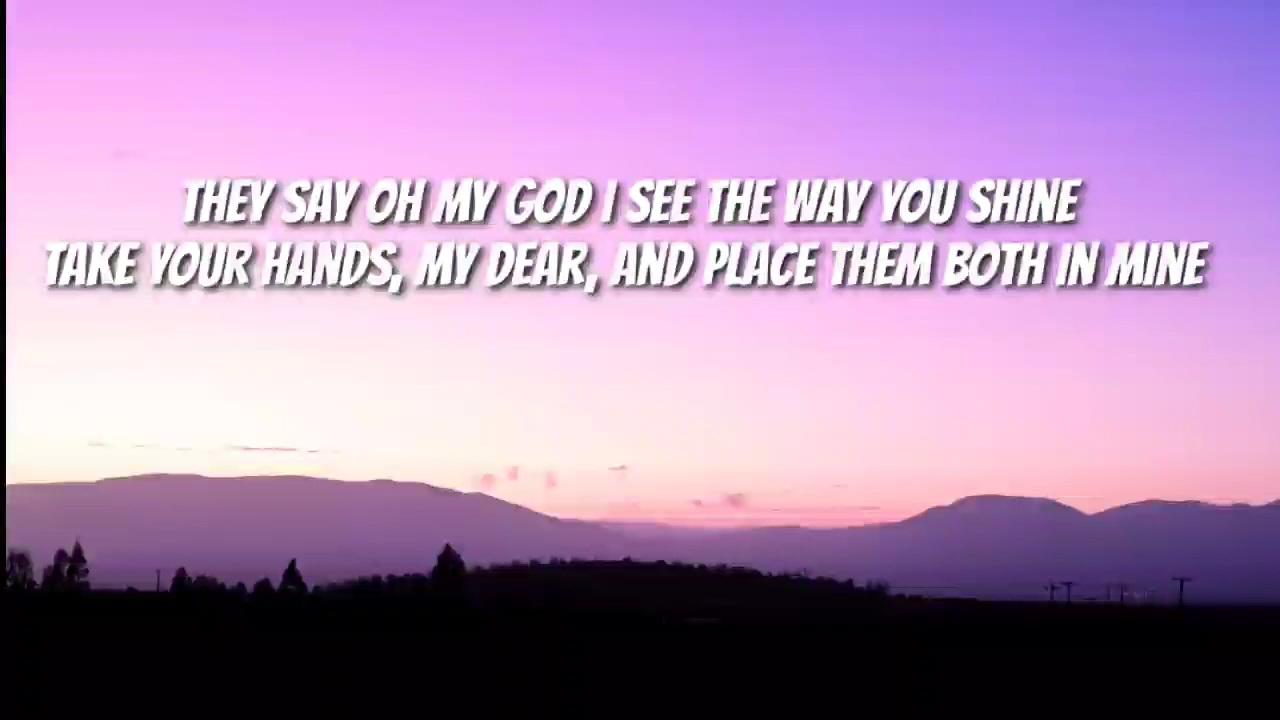 THEY SAY OH MY GOD I SEE THE WAY YOU SHINE
TAKE YOUR HANDS, MY DEAR, AND PLACE THEM BOTH IN MINE